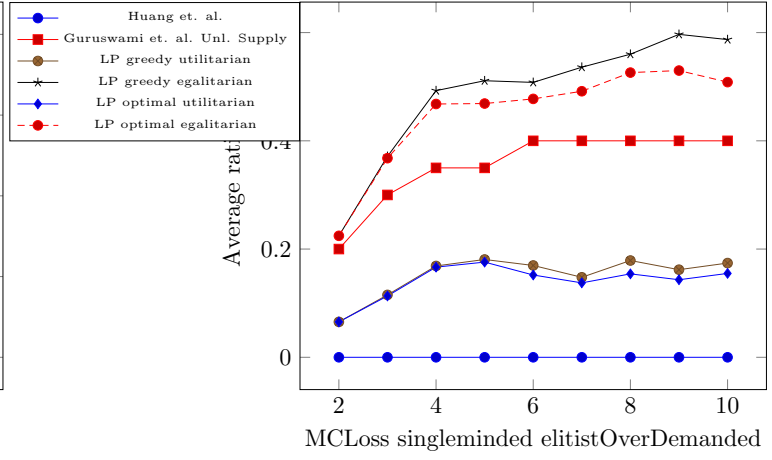 Huang et. al.
Guruswami et. al. Unl. Supply
LP greedy utilitarian
LP greedy egalitarian
LP optimal utilitarian
LP optimal egalitarian
Average
0.4
0.2
0
2 4 6 8 10
MCLoss singleminded elitistOverDemanded